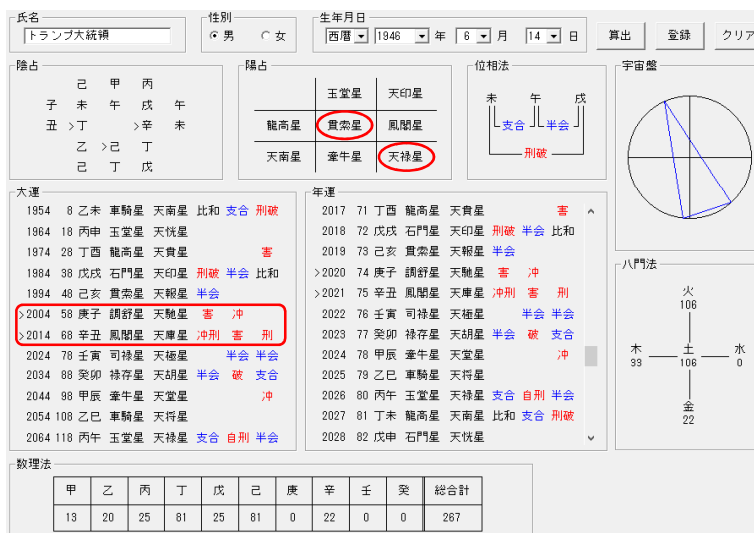 氏名
トランプ大統領
性別
男 女
生年月日
西暦 1946 年 6 月 14 日
算出 登録 クリア
陰占
己 甲 丙
子 未 午 戌 午
丑 >丁 >辛 未
乙 >己 丁
己 丁 戊
陽占
玉堂星 天印星
龍高星 貫索星 鳳閣星
天南星 牽牛星 天禄星
位相法
未 午 戌
支合 半会
刑破
宇宙盤
大運
1954 8 乙未 車騎星 天南星 比和 支合 刑破
1964 18 丙申 玉堂星 天恍星
1974 28 丁酉 龍高星 天貴星 害
1984 38 戊戌 石門星 天印星 刑破 半会 比和
1994 48 己亥 貫索星 天報星 半会
>2004 58 庚子 調舒星 天馳星 害 冲
>2014 68 辛丑 鳳閣星 天庫星 冲刑 害 刑
2024 78 壬寅 司禄星 天極星 半会 半会
2034 88 癸卯 禄存星 天胡星 半会 破 支合
2044 98 甲辰 牽牛星 天堂星 冲
2054 108 乙巳 車騎星 天将星
2064 118 丙午 玉堂星 天禄星 支合 自刑 半会
年運
2017 71 丁酉 龍高星 天貴星 害
2018 72 戊戌 石門星 天印星 刑破 半会 比和
2019 73 己亥 貫索星 天報星 半会
>2020 74 庚子 調舒星 天馳星 害 冲
>2021 75 辛丑 鳳閣星 天庫星 冲刑 害 刑
2022 76 壬寅 司禄星 天極星 半会 半会
2023 77 癸卯 禄存星 天胡星 半会 破 支合
2024 78 甲辰 牽牛星 天堂星 冲
2025 79 乙巳 車騎星 天将星
2026 80 丙午 玉堂星 天禄星 支合 自刑 半会
2027 81 丁未 龍高星 天南星 比和 支合 刑破
2028 82 戊申 石門星 天恍星
八門法
火
106
木 土 水
33 106 0
金
22
数理法
甲 乙 丙 丁 戊 己 庚 辛 壬 癸 総合計
13 20 25 81 25 81 0 22 0 0 267